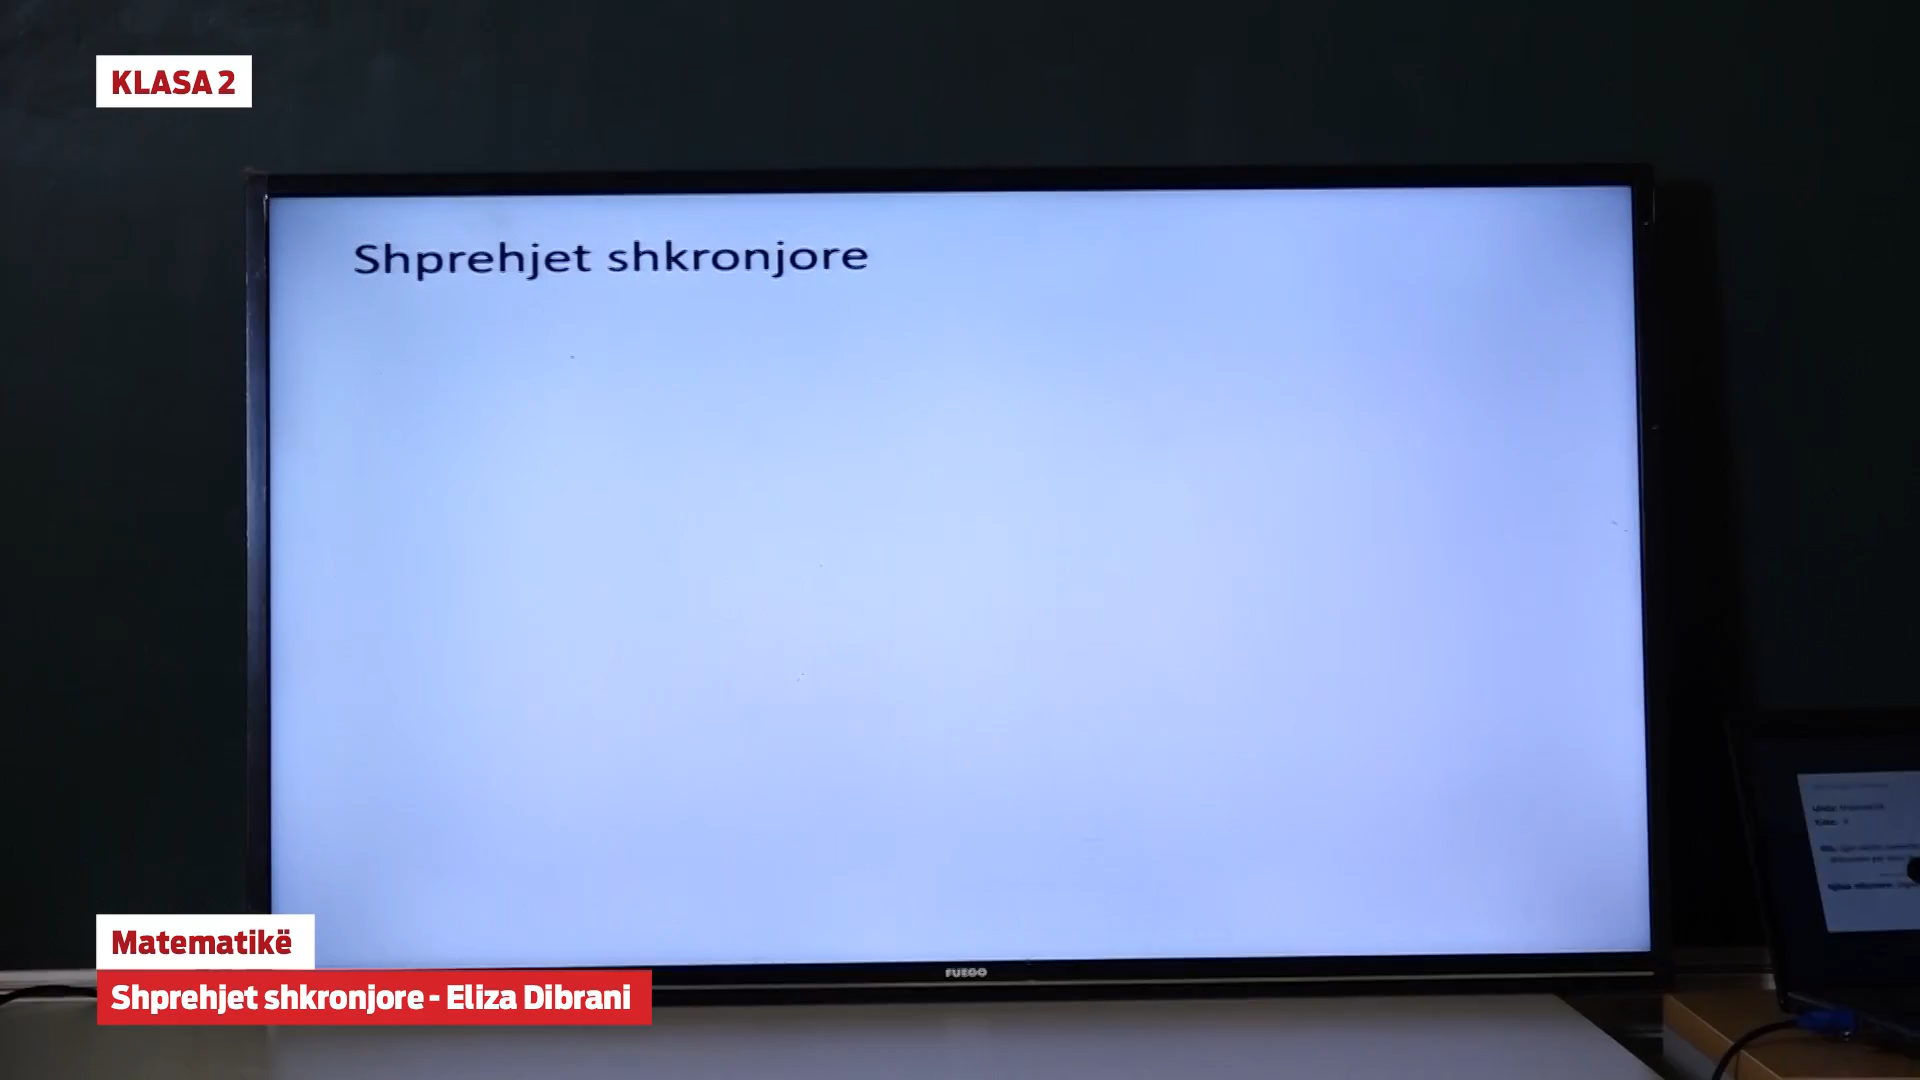 KLASA 2
Shprehjet shkronjore
FUEGO
Matematikë
Shprehjet shkronjore - Eliza Dibrani